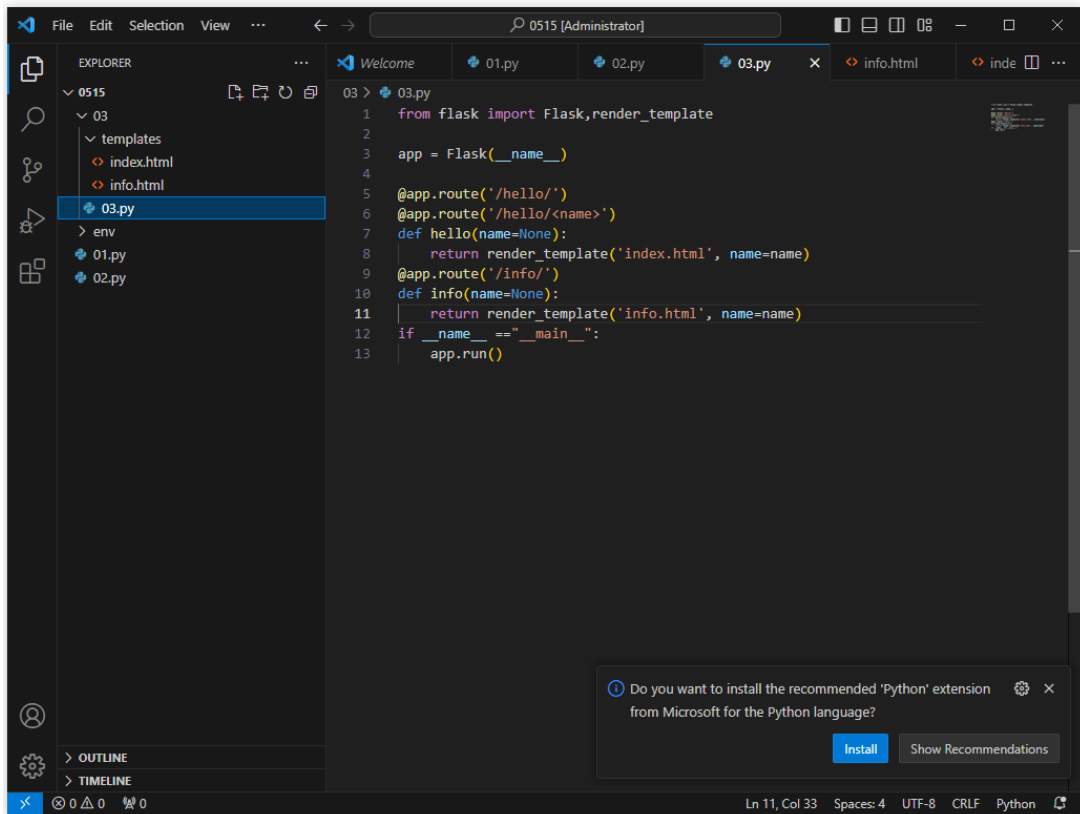 File Edit Selection View ··· 0515 [Administrator]
EXPLORER ···
0515
03
templates
index.html
info.html
03.py
env
01.py
02.py
OUTLINE
TIMELINE
Welcome 01.py 02.py 03.py info.html inde ···
03 > 03.py
1 from flask import Flask,render_template
2
3 app = Flask(__name__)
4
5 @app.route('/hello/')
6 @app.route('/hello/<name>')
7 def hello(name=None):
8 return render_template('index.html', name=name)
9 @app.route('/info/')
10 def info(name=None):
11 return render_template('info.html', name=name)
12 if __name__ =="__main__":
13 app.run()
Do you want to install the recommended 'Python' extension
from Microsoft for the Python language?
Install Show Recommendations
0 0 0 Ln 11, Col 33 Spaces: 4 UTF-8 CRLF Python